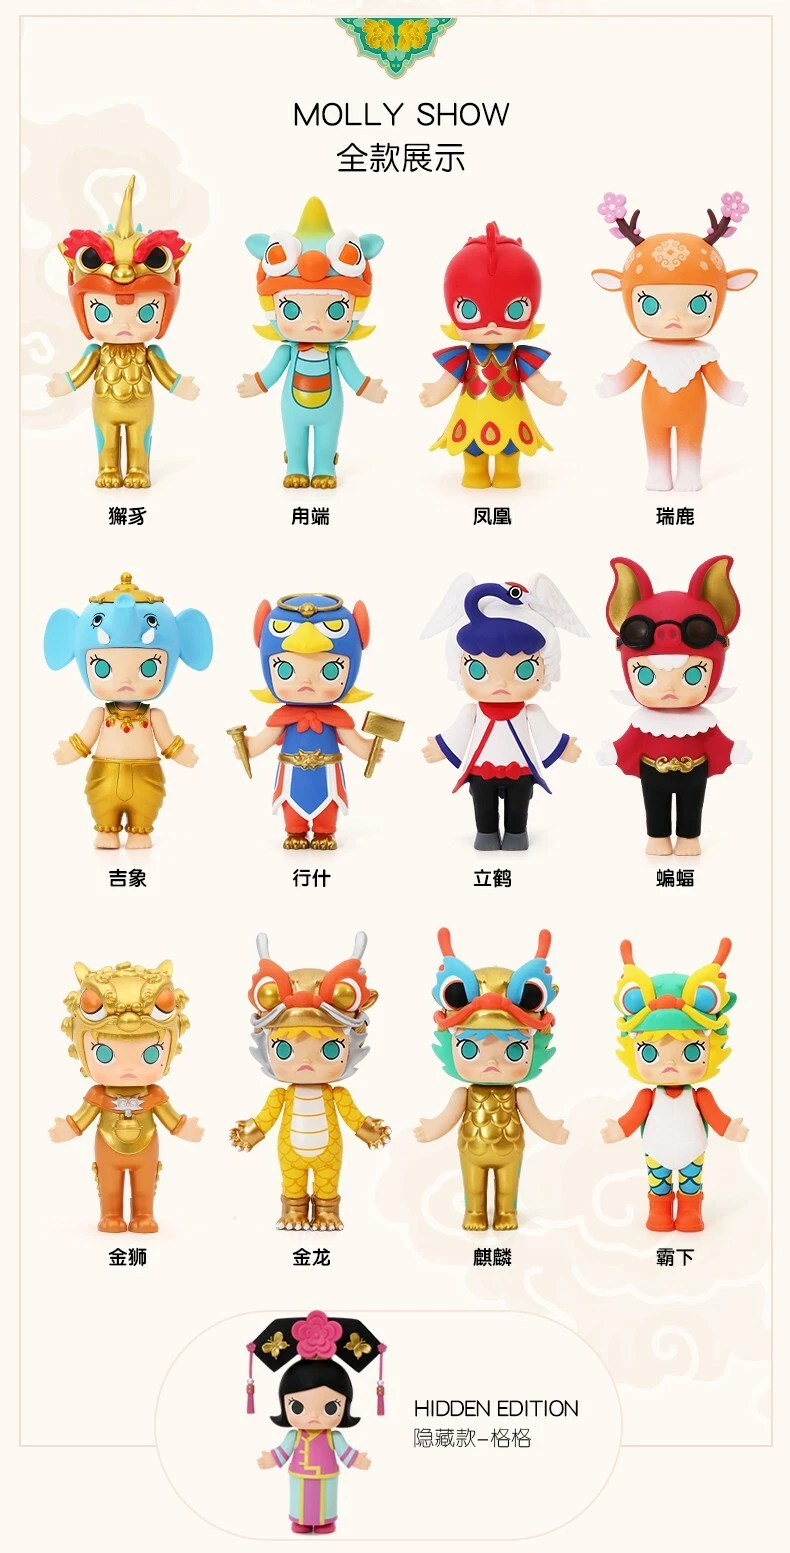 MOLLY SHOW
全款展示
獬豸
甪端
凤凰
瑞鹿
吉象
行什
立鹤
蝙蝠
金狮
金龙
麒麟
霸下
HIDDEN EDITION
隐藏款-格格